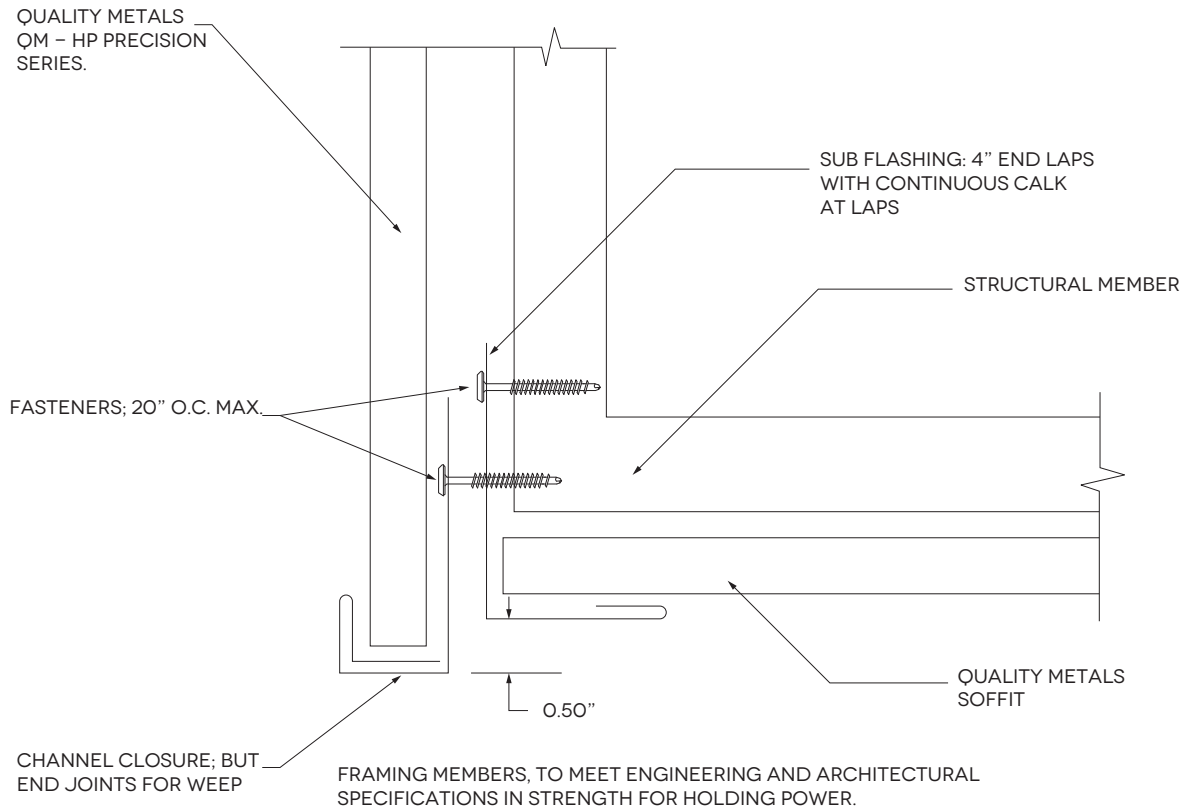 QUALITY METALS
QM – HP PRECISION
SERIES.
SUB FLASHING: 4” END LAPS
WITH CONTINUOUS CALK
AT LAPS
STRUCTURAL MEMBER
FASTENERS; 20” O.C. MAX.
QUALITY METALS
SOFFIT
0.50”
CHANNEL CLOSURE; BUT
END JOINTS FOR WEEP
FRAMING MEMBERS, TO MEET ENGINEERING AND ARCHITECTURAL
SPECIFICATIONS IN STRENGTH FOR HOLDING POWER.